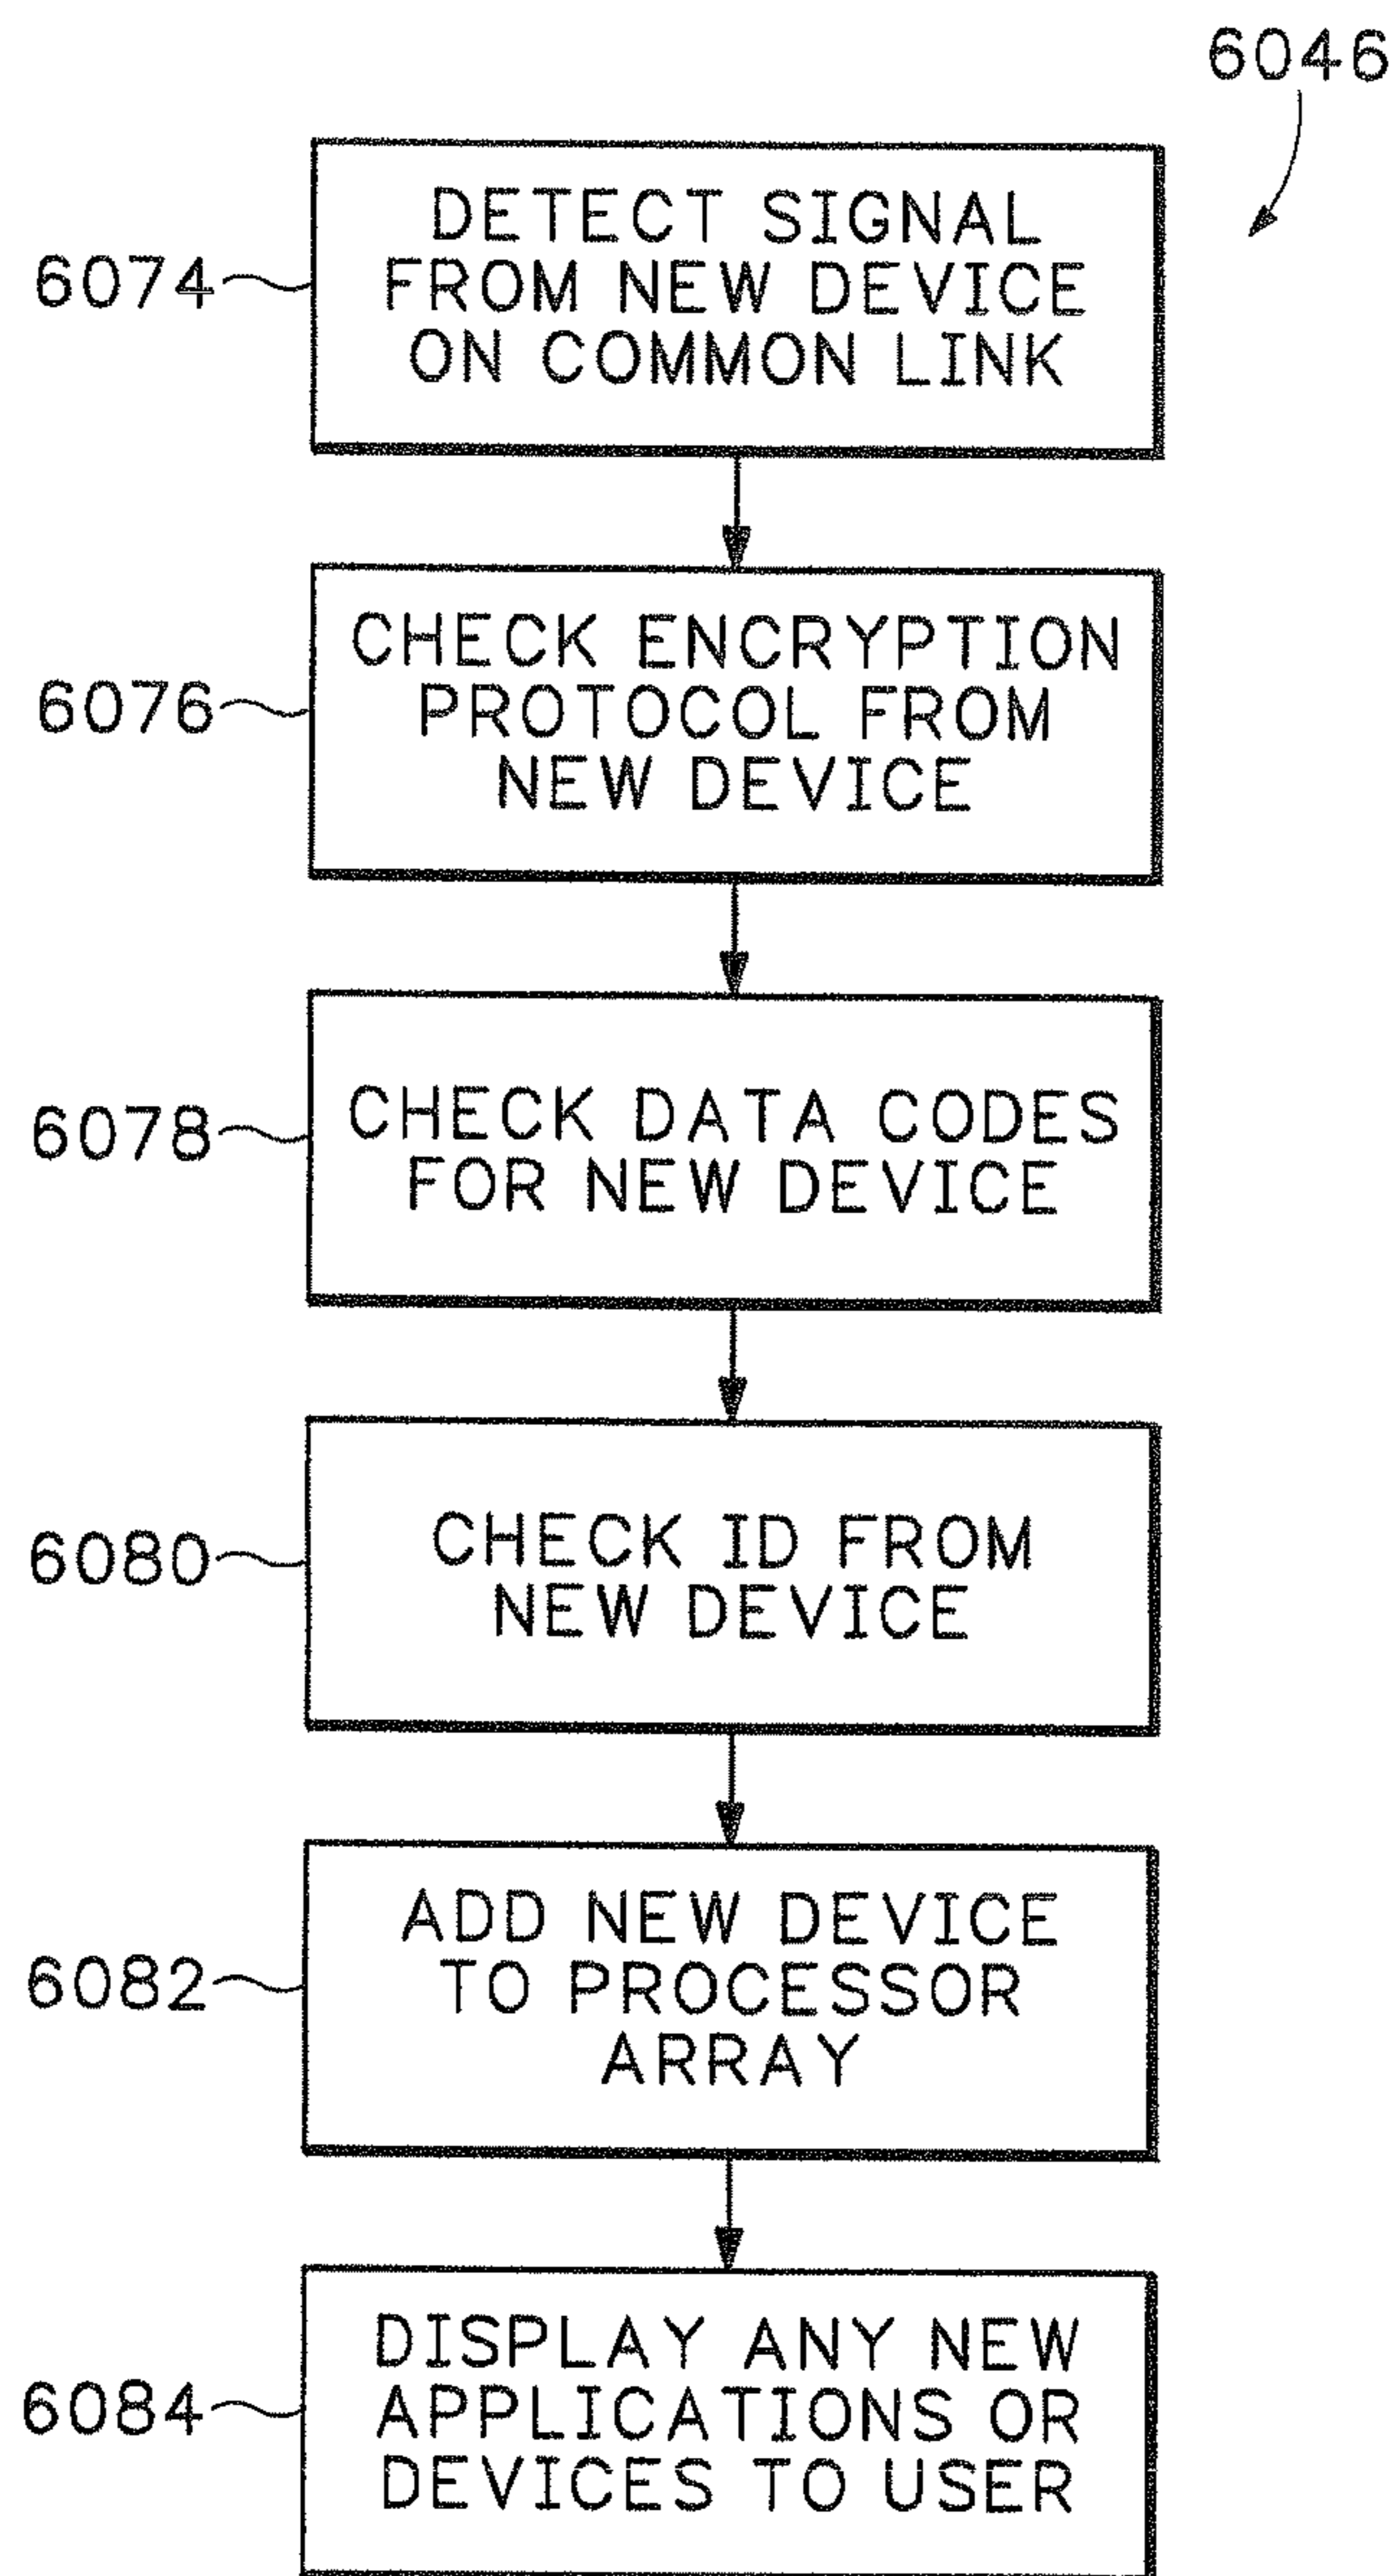 6046
DETECT SIGNAL
FROM NEW DEVICE
ON COMMON LINK
6074
CHECK ENCRYPTION
PROTOCOL FROM
NEW DEVICE
6076
CHECK DATA CODES
FOR NEW DEVICE
6078
CHECK ID FROM
NEW DEVICE
6080
ADD NEW DEVICE
TO PROCESSOR
ARRAY
6082
DISPLAY ANY NEW
APPLICATIONS OR
DEVICES TO USER
6084